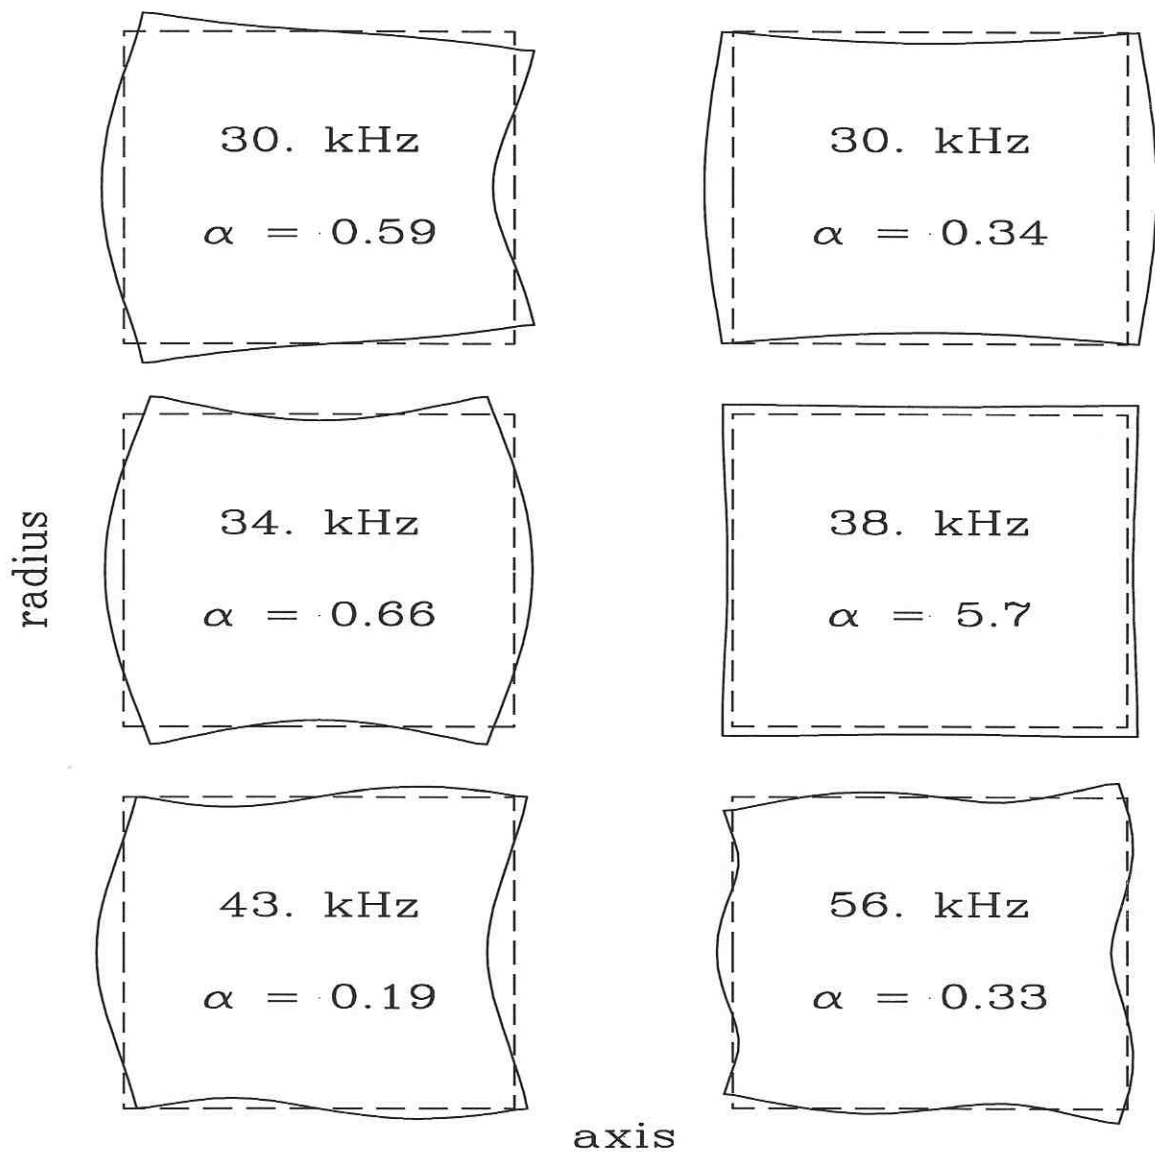 30. kHz
α = 0.59
30. kHz
α = 0.34
34. kHz
α = 0.66
38. kHz
α = 5.7
43. kHz
α = 0.19
56. kHz
α = 0.33
radius
axis